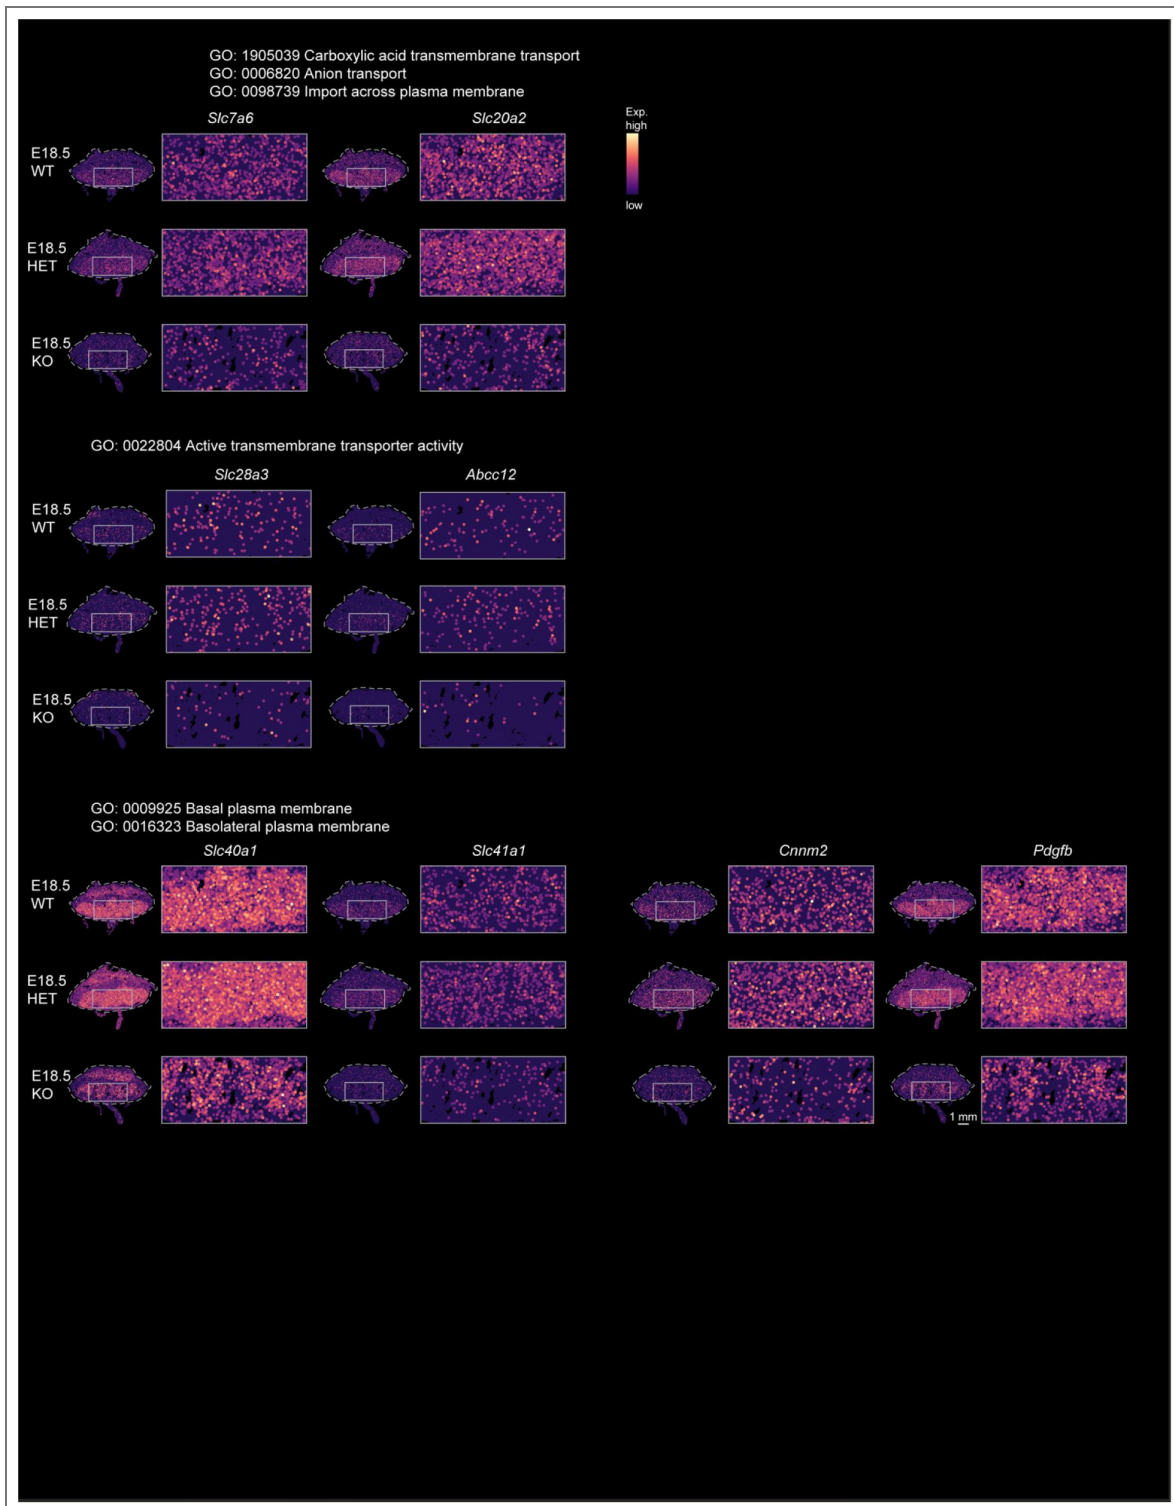 GO: 1905039 Carboxylic acid transmembrane transport
GO: 0006820 Anion transport
GO: 0098739 Import across plasma membrane
Slc7a6
Slc20a2
Exp.
high
low
E18.5
WT
E18.5
HET
E18.5
KO
GO: 0022804 Active transmembrane transporter activity
Slc28a3
Abcc12
E18.5
WT
E18.5
HET
E18.5
KO
GO: 0009925 Basal plasma membrane
GO: 0016323 Basolateral plasma membrane
Slc40a1
Slc41a1
Cnnm2
Pdgfb
E18.5
WT
E18.5
HET
E18.5
KO
1 mm